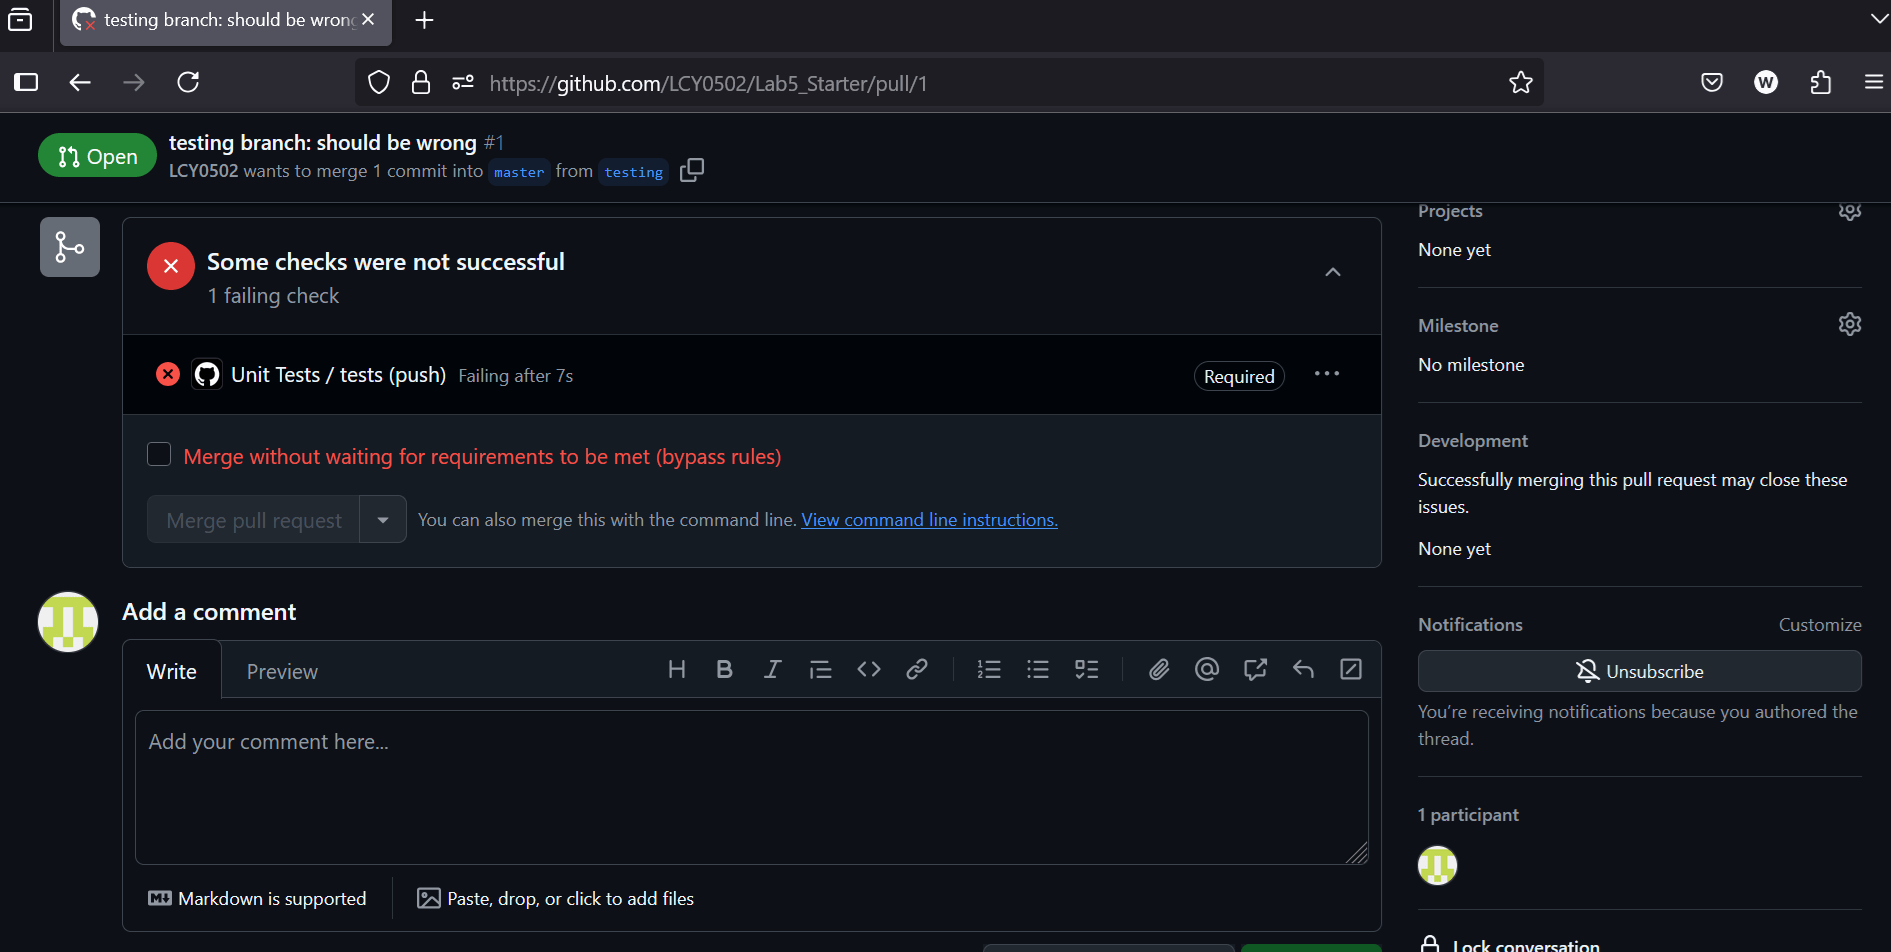 testing branch: should be wrong
https://github.com/LCY0502/Lab5_Starter/pull/1
W
Open
testing branch: should be wrong #1
LCY0502 wants to merge 1 commit into master from testing
Some checks were not successful
1 failing check
Unit Tests / tests (push) Failing after 7s
Required
Merge without waiting for requirements to be met (bypass rules)
Merge pull request
You can also merge this with the command line. View command line instructions.
Add a comment
Write
Preview
Add your comment here...
Markdown is supported
Paste, drop, or click to add files
Projects
None yet
Milestone
No milestone
Development
Successfully merging this pull request may close these
issues.
None yet
Notifications
Customize
Unsubscribe
You’re receiving notifications because you authored the
thread.
1 participant
Lock conversation